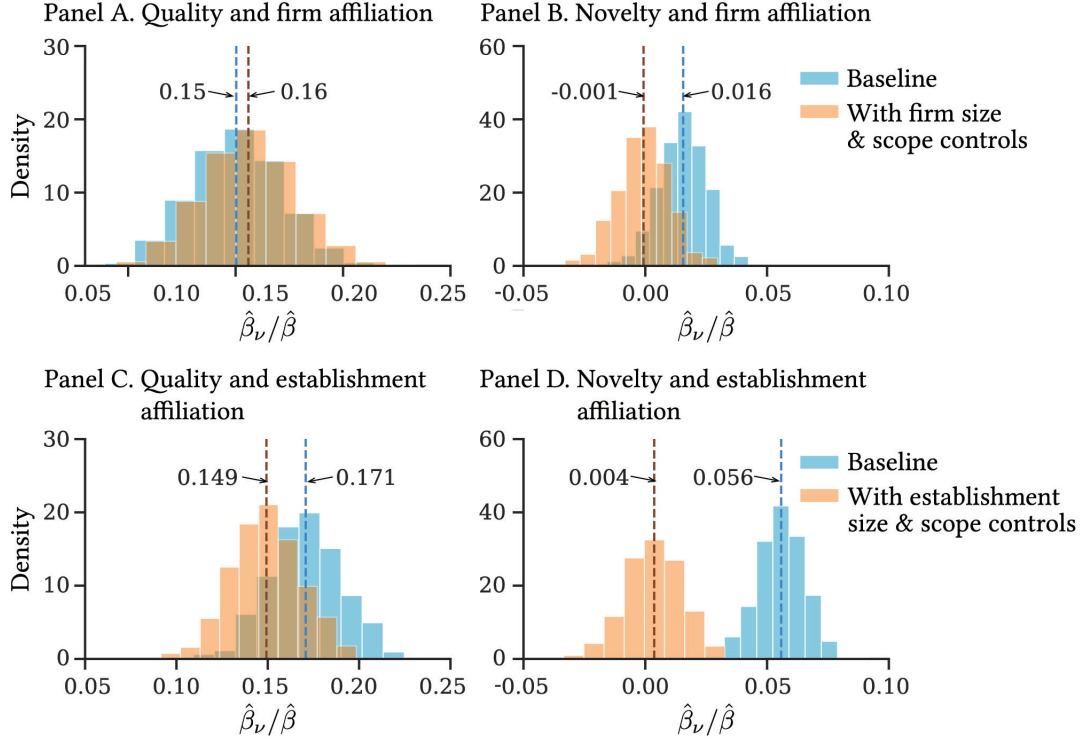 Panel A. Quality and firm affiliation
30
20
10
0
Density
0.15
0.16
0.05
0.10
0.15
0.20
0.25
β̂ν/β̂
Panel B. Novelty and firm affiliation
60
40
20
0
-0.001
0.016
-0.05
0.00
0.05
0.10
β̂ν/β̂
Baseline
With firm size
& scope controls
Panel C. Quality and establishment
affiliation
30
20
10
0
Density
0.149
0.171
0.05
0.10
0.15
0.20
0.25
β̂ν/β̂
Panel D. Novelty and establishment
affiliation
60
40
20
0
0.004
0.056
-0.05
0.00
0.05
0.10
β̂ν/β̂
Baseline
With establishment
size & scope controls